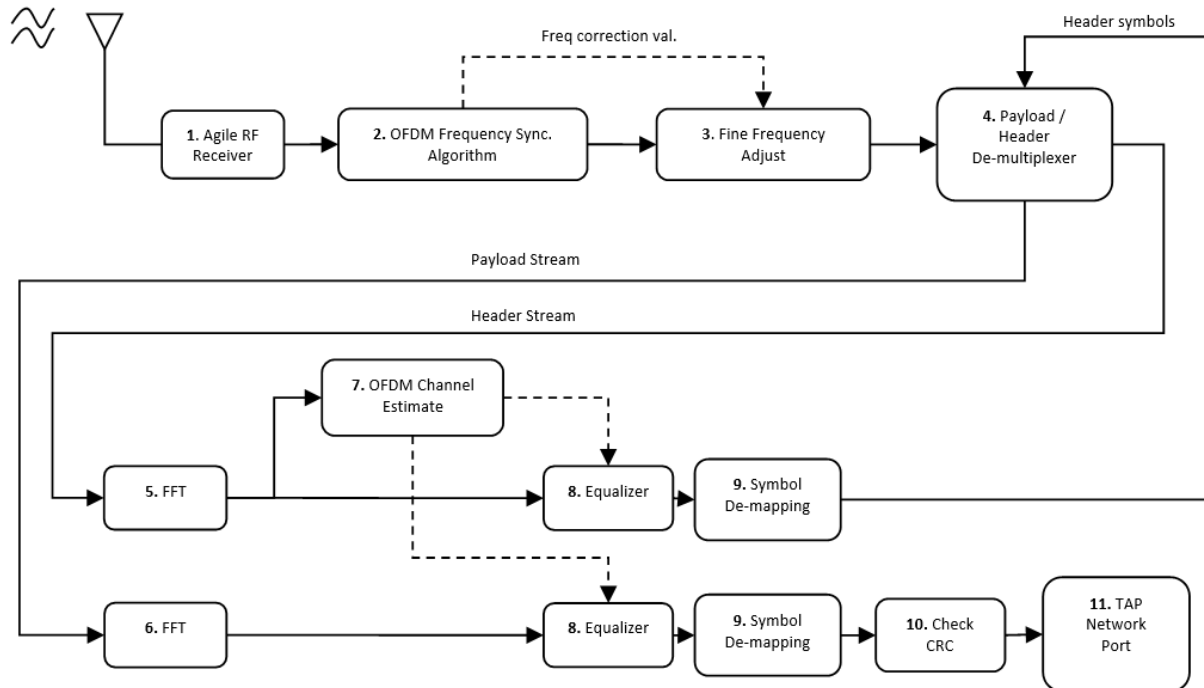 Header symbols
Freq correction val.
1. Agile RF
Receiver
2. OFDM Frequency Sync.
Algorithm
3. Fine Frequency
Adjust
4. Payload /
Header
De-multiplexer
Payload Stream
Header Stream
7. OFDM Channel
Estimate
5. FFT
8. Equalizer
9. Symbol
De-mapping
6. FFT
8. Equalizer
9. Symbol
De-mapping
10. Check
CRC
11. TAP
Network
Port